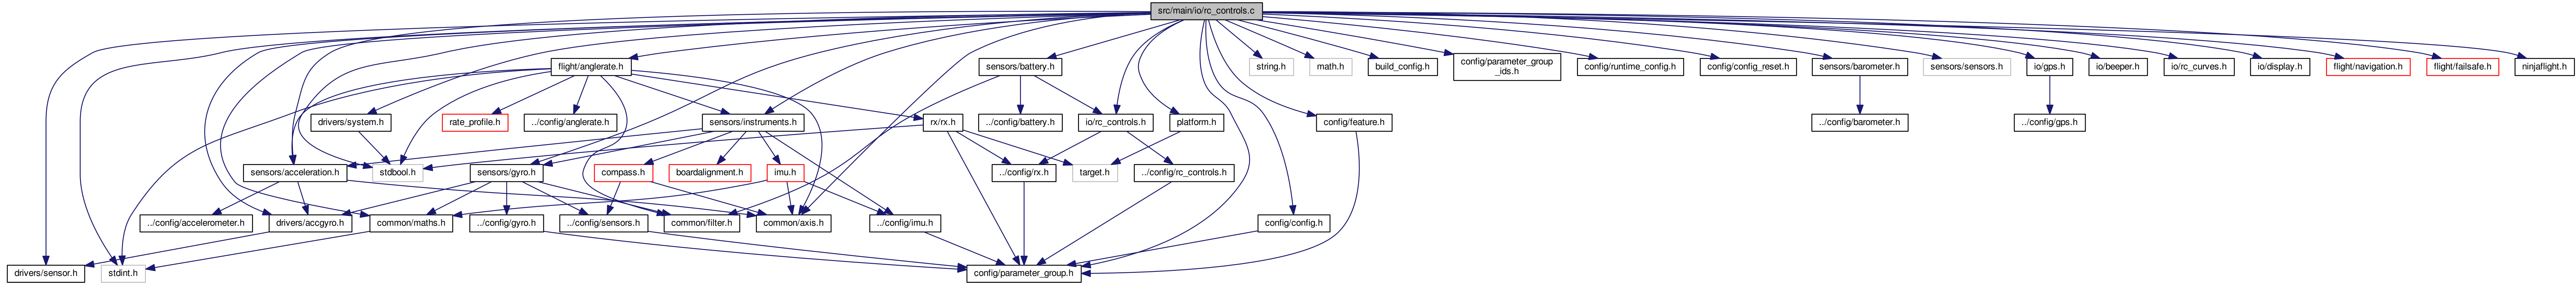 src/main/io/rc_controls.c
flight/anglerate.h
sensors/battery.h
string.h
math.h
build_config.h
config/parameter_group
_ids.h
config/runtime_config.h
config/config_reset.h
sensors/barometer.h
sensors/sensors.h
io/gps.h
io/beeper.h
io/rc_curves.h
io/display.h
flight/navigation.h
flight/failsafe.h
ninjaflight.h
drivers/system.h
rate_profile.h
../config/anglerate.h
sensors/instruments.h
rx/rx.h
../config/battery.h
io/rc_controls.h
platform.h
config/feature.h
../config/barometer.h
../config/gps.h
sensors/acceleration.h
stdbool.h
sensors/gyro.h
compass.h
boardalignment.h
imu.h
../config/rx.h
target.h
../config/rc_controls.h
../config/accelerometer.h
drivers/accgyro.h
common/maths.h
../config/gyro.h
../config/sensors.h
common/filter.h
common/axis.h
../config/imu.h
config/config.h
drivers/sensor.h
stdint.h
config/parameter_group.h